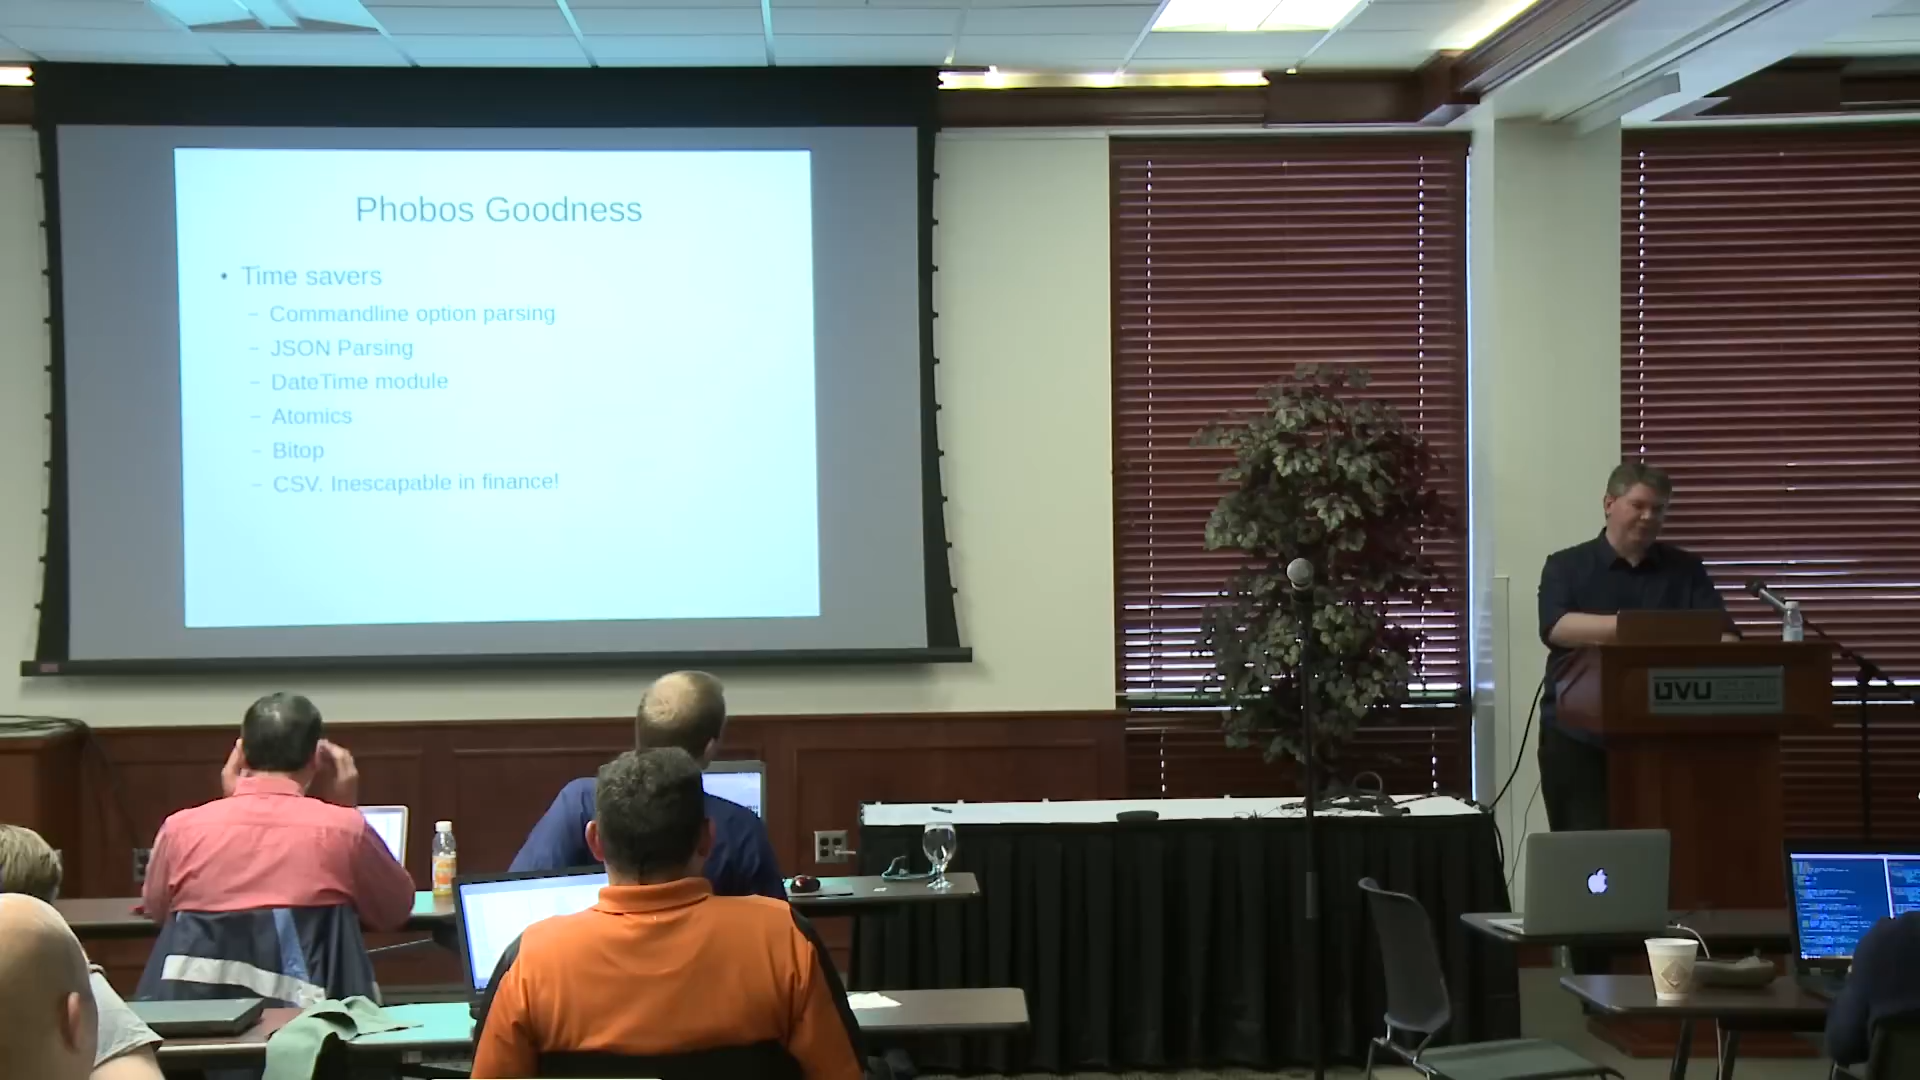 Phobos Goodness
• Time savers
– Commandline option parsing
– JSON Parsing
– DateTime module
– Atomics
– Bitop
– CSV. Inescapable in finance!
UVU